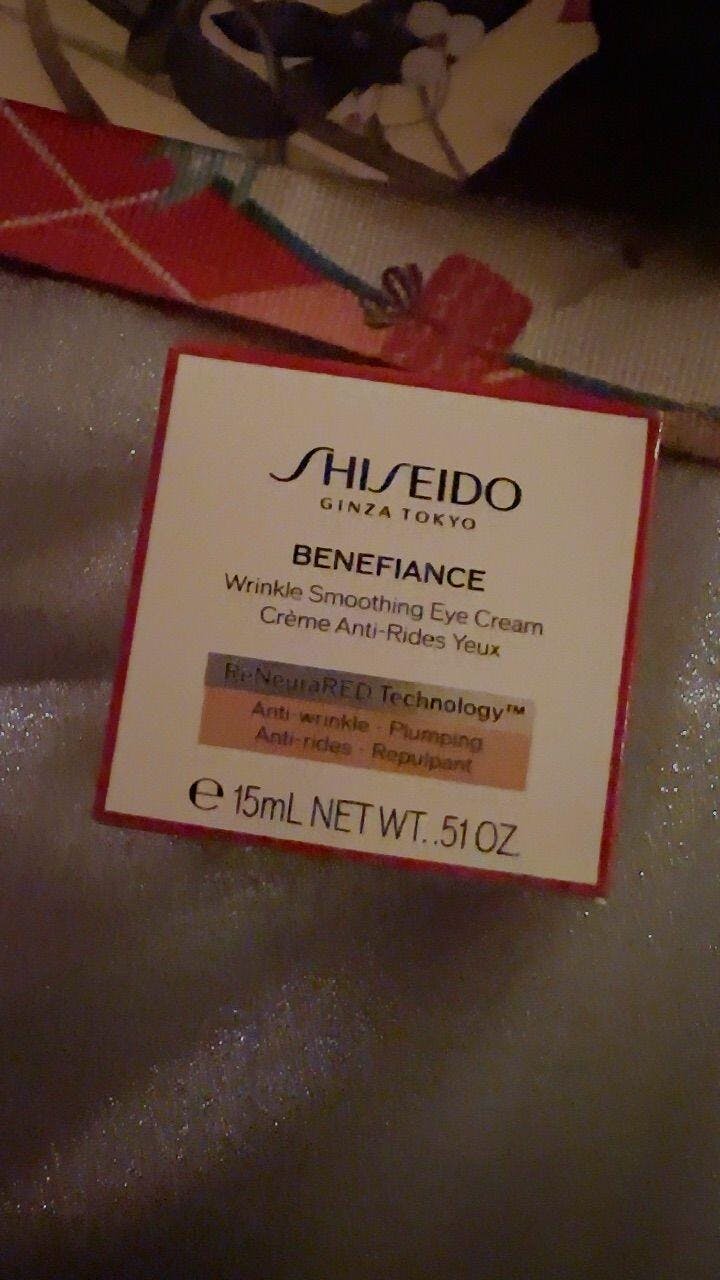 SHISEIDO
GINZA TOKYO
BENEFIANCE
Wrinkle Smoothing Eye Cream
Crème Anti-Rides Yeux
ReNeuraRED Technology™
Anti-wrinkle · Plumping
Anti-rides · Repulpant
℮ 15mL NET WT. .51 OZ